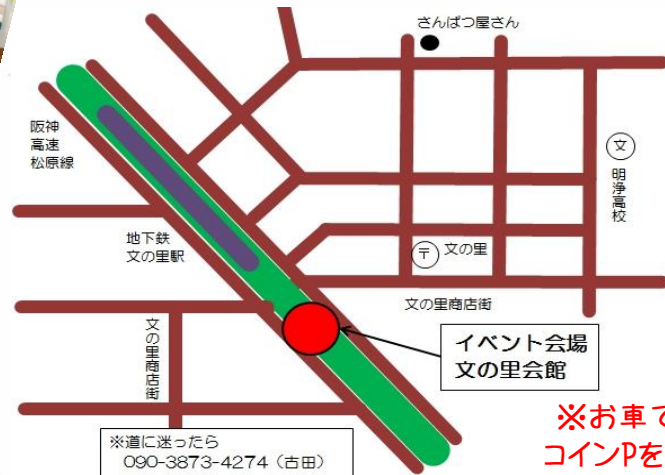 さんぱつ屋さん
阪神
高速
松原線
文
明浄高校
地下鉄
文の里駅
〒 文の里
文の里商店街
文の里商店街
イベント会場
文の里会館
※お車で
コインPを
※道に迷ったら
090-3873-4274（古田）